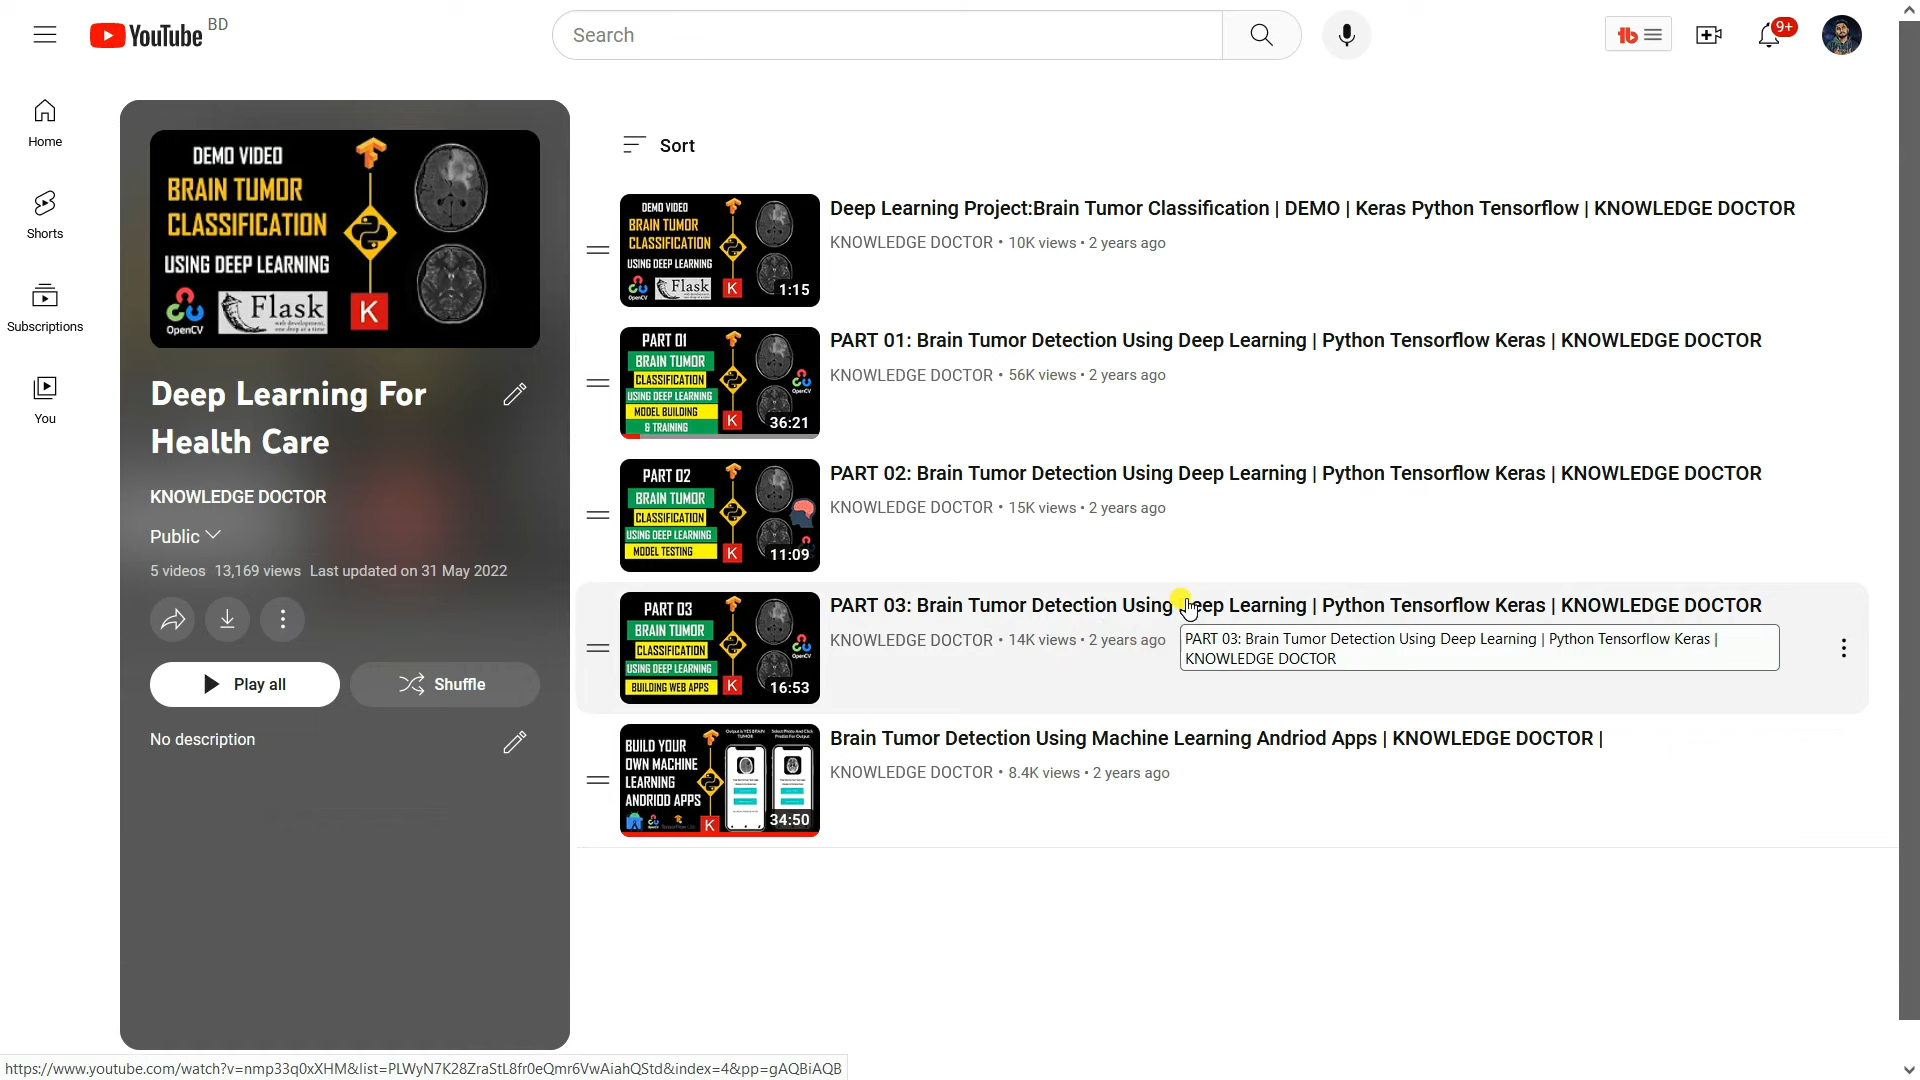 YouTube BD
Search
9+
Home
Shorts
Subscriptions
You
DEMO VIDEO
BRAIN TUMOR
CLASSIFICATION
USING DEEP LEARNING
OpenCV
Flask
web development,
one drop at a time
K
Deep Learning For
Health Care
KNOWLEDGE DOCTOR
Public
5 videos 13,169 views Last updated on 31 May 2022
Play all
Shuffle
No description
Sort
DEMO VIDEO
BRAIN TUMOR
CLASSIFICATION
USING DEEP LEARNING
Flask
K
1:15
Deep Learning Project:Brain Tumor Classification | DEMO | Keras Python Tensorflow | KNOWLEDGE DOCTOR
KNOWLEDGE DOCTOR • 10K views • 2 years ago
PART 01
BRAIN TUMOR
CLASSIFICATION
USING DEEP LEARNING
MODEL BUILDING
& TRAINING
OpenCV
K
36:21
PART 01: Brain Tumor Detection Using Deep Learning | Python Tensorflow Keras | KNOWLEDGE DOCTOR
KNOWLEDGE DOCTOR • 56K views • 2 years ago
PART 02
BRAIN TUMOR
CLASSIFICATION
USING DEEP LEARNING
MODEL TESTING
K
11:09
PART 02: Brain Tumor Detection Using Deep Learning | Python Tensorflow Keras | KNOWLEDGE DOCTOR
KNOWLEDGE DOCTOR • 15K views • 2 years ago
PART 03
BRAIN TUMOR
CLASSIFICATION
USING DEEP LEARNING
BUILDING WEB APPS
OpenCV
K
16:53
PART 03: Brain Tumor Detection Using Deep Learning | Python Tensorflow Keras | KNOWLEDGE DOCTOR
KNOWLEDGE DOCTOR • 14K views • 2 years ago
PART 03: Brain Tumor Detection Using Deep Learning | Python Tensorflow Keras |
KNOWLEDGE DOCTOR
BUILD YOUR
OWN MACHINE
LEARNING
ANDRIOD APPS
K
34:50
Brain Tumor Detection Using Machine Learning Andriod Apps | KNOWLEDGE DOCTOR |
KNOWLEDGE DOCTOR • 8.4K views • 2 years ago
https://www.youtube.com/watch?v=nmp33q0xXHM&list=PLWyN7K28ZraStL8fr0eQmr6VwAiahQStd&index=4&pp=gAQBiAQB